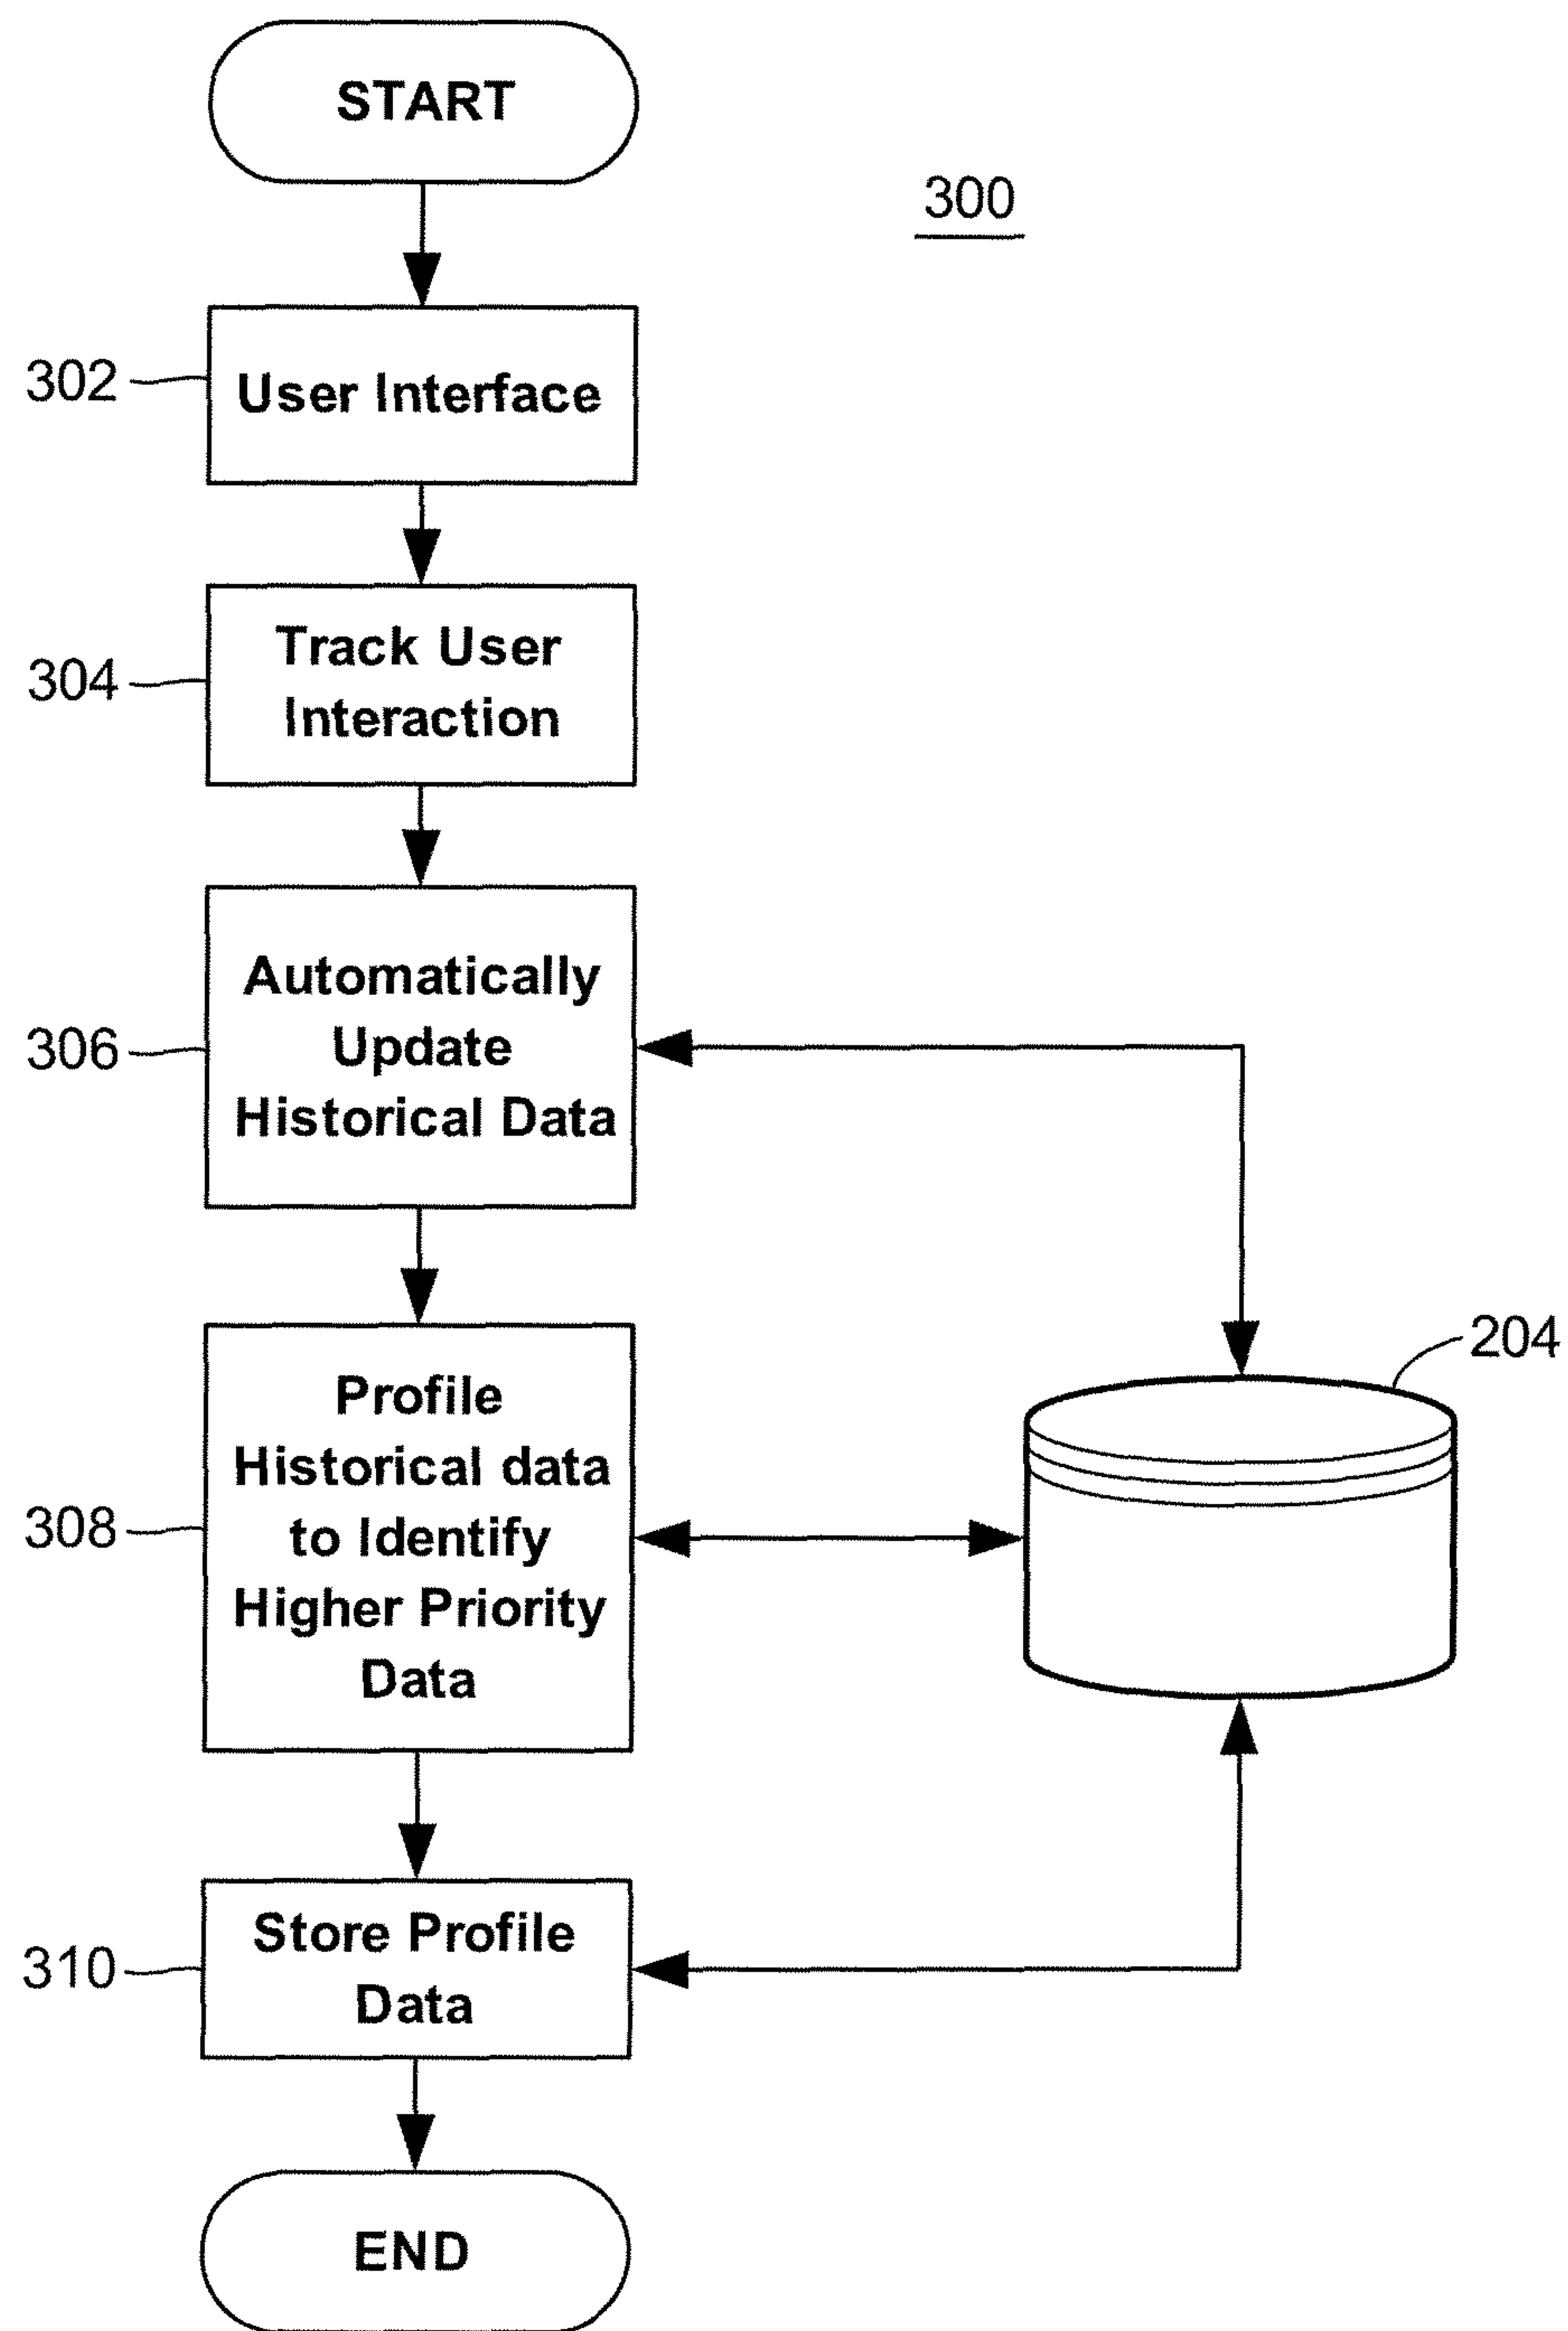 START
300
302
User Interface
304
Track User
Interaction
306
Automatically
Update
Historical Data
308
Profile
Historical data
to Identify
Higher Priority
Data
204
310
Store Profile
Data
END